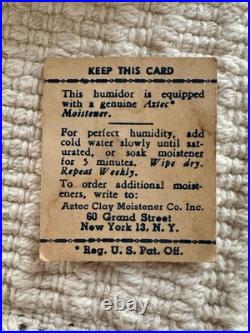 KEEP THIS CARD
This humidor is equipped
with a genuine Aztec*
Moistener.
For perfect humidity, add
cold water slowly until sat-
urated, or soak moistener
for 5 minutes. Wipe dry.
Repeat Weekly.
To order additional moist-
eners, write to
Aztec Clay Moistener Co. Inc.
60 Grand Street
New York 13, N. Y.
* Reg. U. S. Pat. Off.